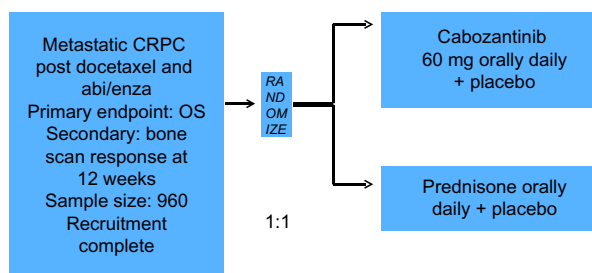 Metastatic CRPC
post docetaxel and
abi/enza
Primary endpoint: OS
Secondary: bone
scan response at
12 weeks
Sample size: 960
Recruitment
complete
RA
ND
OM
IZE
1:1
Cabozantinib
60 mg orally daily
+ placebo
Prednisone orally
daily + placebo